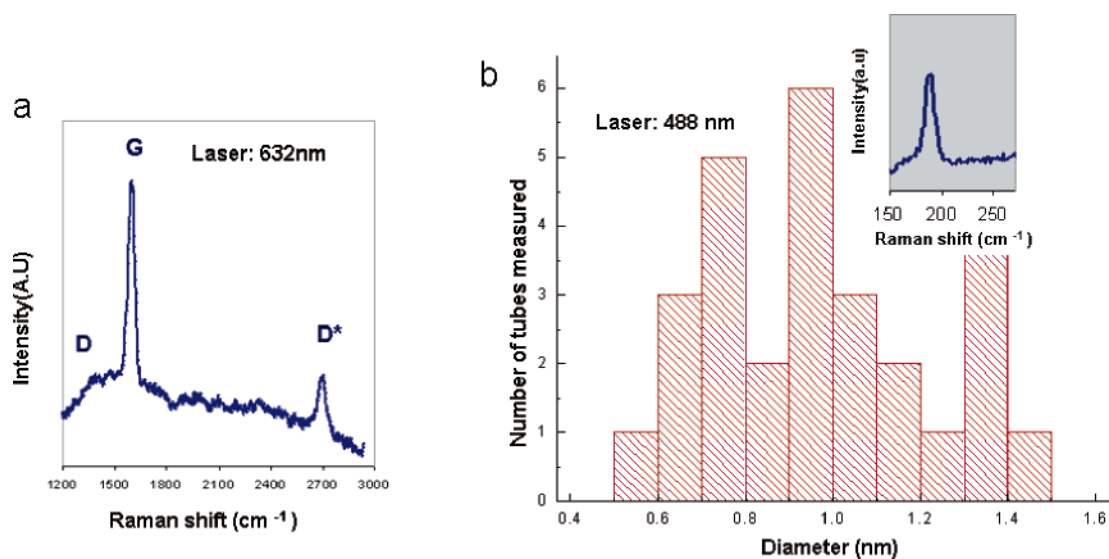 a
G
Laser: 632nm
D
D*
Intensity(A.U)
1200 1500 1800 2100 2400 2700 3000
Raman shift (cm -1)
b
Laser: 488 nm
Number of tubes measured
6
5
4
3
2
1
0
0.4 0.6 0.8 1.0 1.2 1.4 1.6
Diameter (nm)
Intensity(a.u)
150 200 250
Raman shift (cm -1)